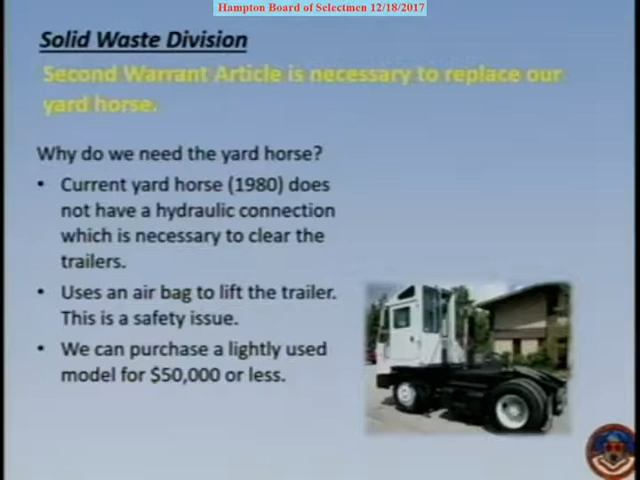 Hampton Board of Selectmen 12/18/2017
Solid Waste Division
Second Warrant Article is necessary to replace our
yard horse.
Why do we need the yard horse?
• Current yard horse (1980) does
not have a hydraulic connection
which is necessary to clear the
trailers.
• Uses an air bag to lift the trailer.
This is a safety issue.
• We can purchase a lightly used
model for $50,000 or less.